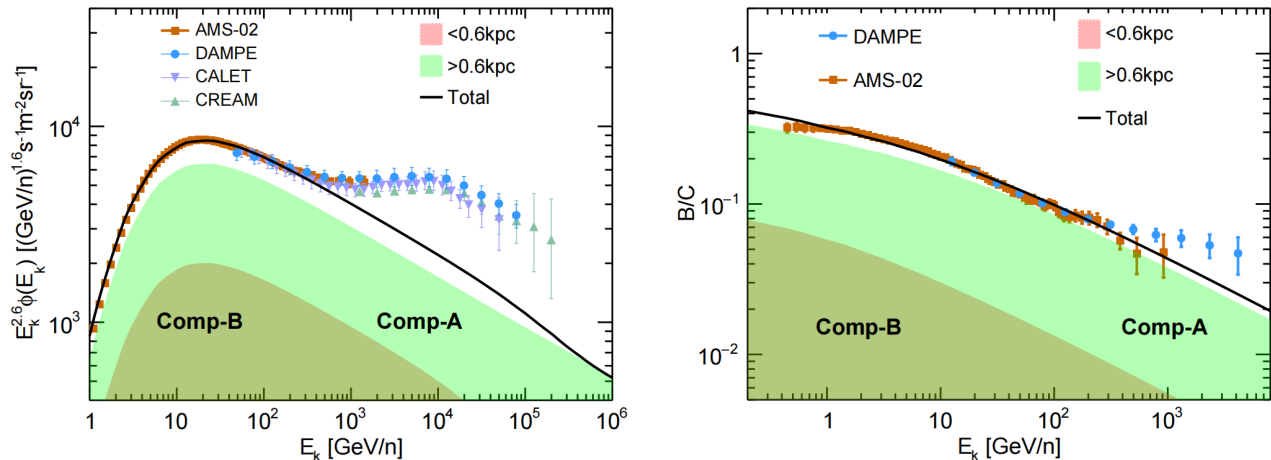 AMS-02
DAMPE
CALET
CREAM
<0.6kpc
>0.6kpc
Total
10^4
10^3
E_k^{2.6}φ(E_k) [(GeV/n)^{1.6}s^{-1}m^{-2}sr^{-1}]
Comp-B
Comp-A
1 10 10^2 10^3 10^4 10^5 10^6
E_k [GeV/n]
DAMPE
AMS-02
<0.6kpc
>0.6kpc
Total
1
10^{-1}
10^{-2}
B/C
Comp-B
Comp-A
1 10 10^2 10^3
E_k [GeV/n]